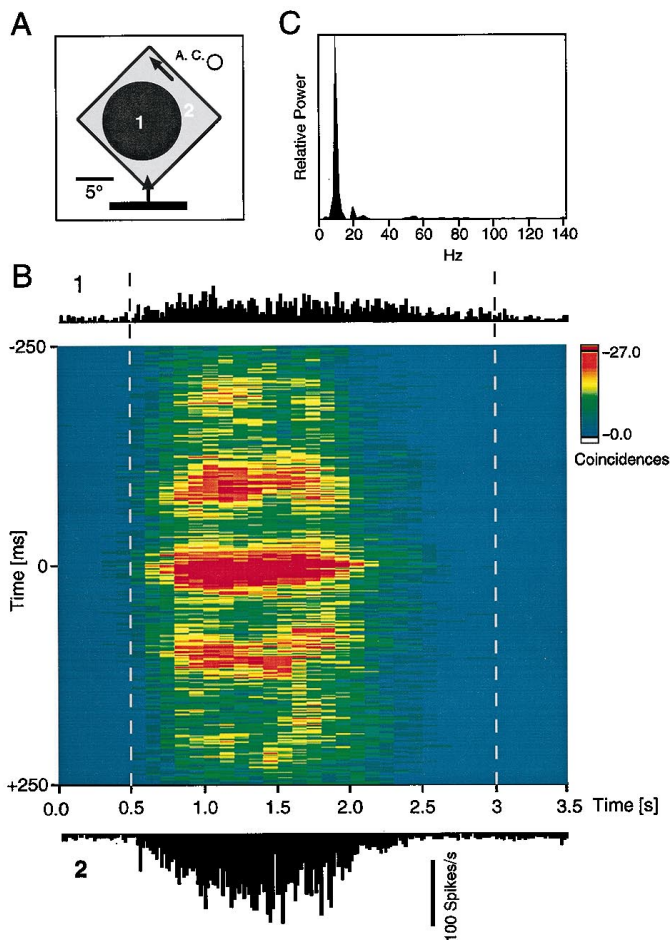 A
A. C.
1
2
5°
C
Relative Power
0 20 40 60 80 100 120 140
Hz
B
1
-250
0
+250
Time [ms]
-27.0
-0.0
Coincidences
0.0 0.5 1.0 1.5 2.0 2.5 3 3.5 Time [s]
2
100 Spikes/s